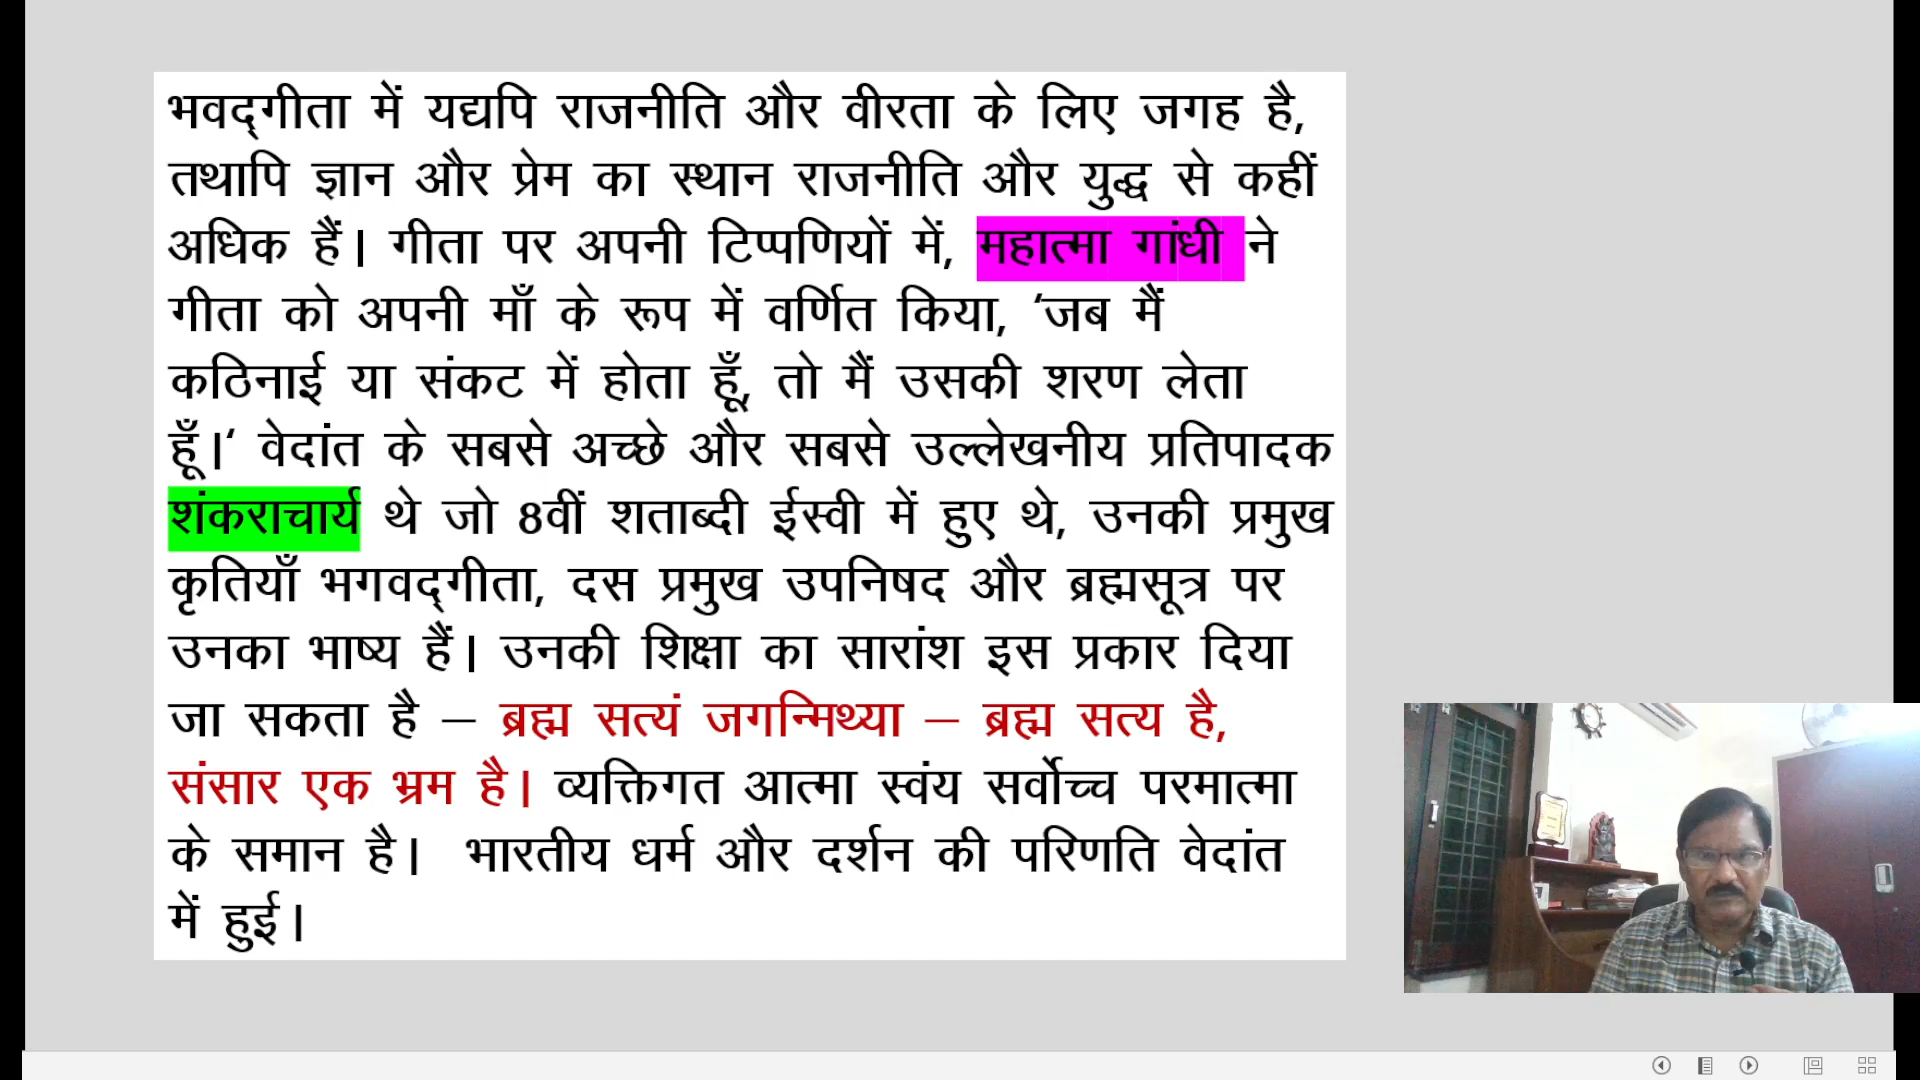 भवद्गीता में यद्यपि राजनीति और वीरता के लिए जगह है,
तथापि ज्ञान और प्रेम का स्थान राजनीति और युद्ध से कहीं
अधिक हैं। गीता पर अपनी टिप्पणियों में, महात्मा गांधी ने
गीता को अपनी माँ के रूप में वर्णित किया, ‘जब मैं
कठिनाई या संकट में होता हूँ, तो मैं उसकी शरण लेता
हूँ।‘ वेदांत के सबसे अच्छे और सबसे उल्लेखनीय प्रतिपादक
शंकराचार्य थे जो 8वीं शताब्दी ईस्वी में हुए थे, उनकी प्रमुख
कृतियाँ भगवद्गीता, दस प्रमुख उपनिषद और ब्रह्मसूत्र पर
उनका भाष्य हैं। उनकी शिक्षा का सारांश इस प्रकार दिया
जा सकता है – ब्रह्म सत्यं जगन्मिथ्या – ब्रह्म सत्य है,
संसार एक भ्रम है। व्यक्तिगत आत्मा स्वंय सर्वोच्च परमात्मा
के समान है। भारतीय धर्म और दर्शन की परिणति वेदांत
में हुई।